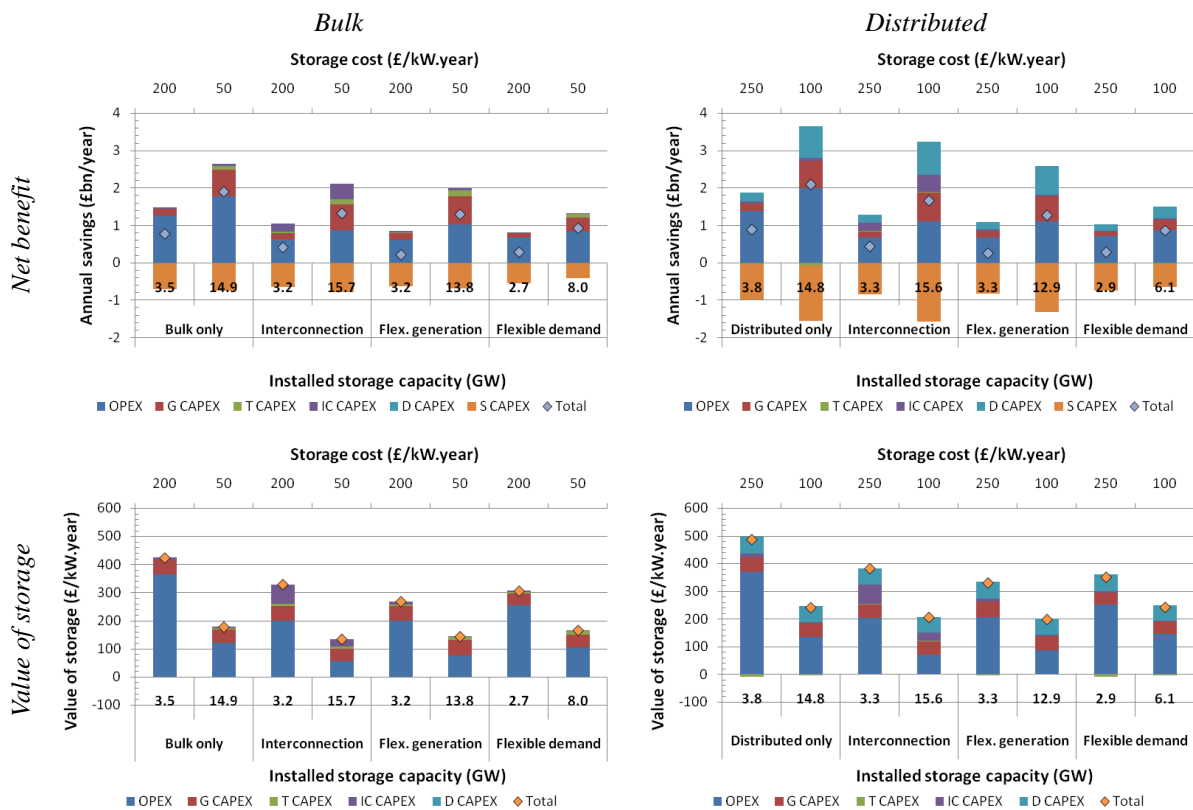 Bulk
Storage cost (£/kW.year)
200 50 200 50 200 50 200 50
Net benefit
Annual savings (£bn/year)
4
3
2
1
0
-1
-2
3.5 14.9 3.2 15.7 3.2 13.8 2.7 8.0
Bulk only Interconnection Flex. generation Flexible demand
Installed storage capacity (GW)
OPEX G CAPEX T CAPEX IC CAPEX D CAPEX S CAPEX Total
Distributed
Storage cost (£/kW.year)
250 100 250 100 250 100 250 100
Annual savings (£bn/year)
4
3
2
1
0
-1
-2
3.8 14.8 3.3 15.6 3.3 12.9 2.9 6.1
Distributed only Interconnection Flex. generation Flexible demand
Installed storage capacity (GW)
OPEX G CAPEX T CAPEX IC CAPEX D CAPEX S CAPEX Total
Storage cost (£/kW.year)
200 50 200 50 200 50 200 50
Value of storage
Value of storage (£/kW.year)
600
500
400
300
200
100
0
-100
3.5 14.9 3.2 15.7 3.2 13.8 2.7 8.0
Bulk only Interconnection Flex. generation Flexible demand
Installed storage capacity (GW)
OPEX G CAPEX T CAPEX IC CAPEX D CAPEX Total
Storage cost (£/kW.year)
250 100 250 100 250 100 250 100
Value of storage (£/kW.year)
600
500
400
300
200
100
0
-100
3.8 14.8 3.3 15.6 3.3 12.9 2.9 6.1
Distributed only Interconnection Flex. generation Flexible demand
Installed storage capacity (GW)
OPEX G CAPEX T CAPEX IC CAPEX D CAPEX Total